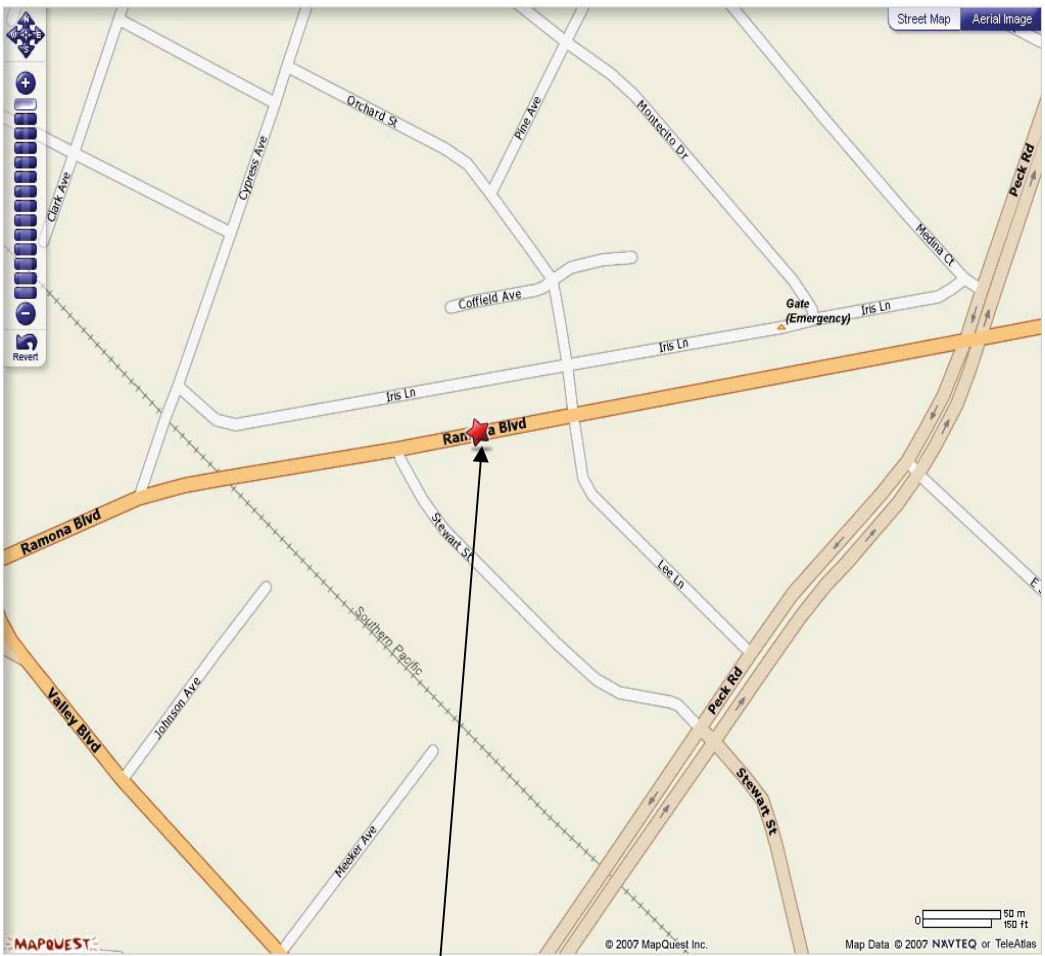 N
W
E
S
Street Map
Aerial Image
Revert
Clark Ave
Cypress Ave
Orchard St
Pine Ave
Montecito Dr
Medina Ct
Peck Rd
Coffield Ave
Gate
(Emergency)
Iris Ln
Iris Ln
Iris Ln
Ramona Blvd
Ramona Blvd
Stewart St
Lee Ln
Southern Pacific
Johnson Ave
Valley Blvd
Meeker Ave
Peck Rd
Stewart St
E
0
50 m
150 ft
MAPQUEST
© 2007 MapQuest Inc.
Map Data © 2007 NAVTEQ or TeleAtlas